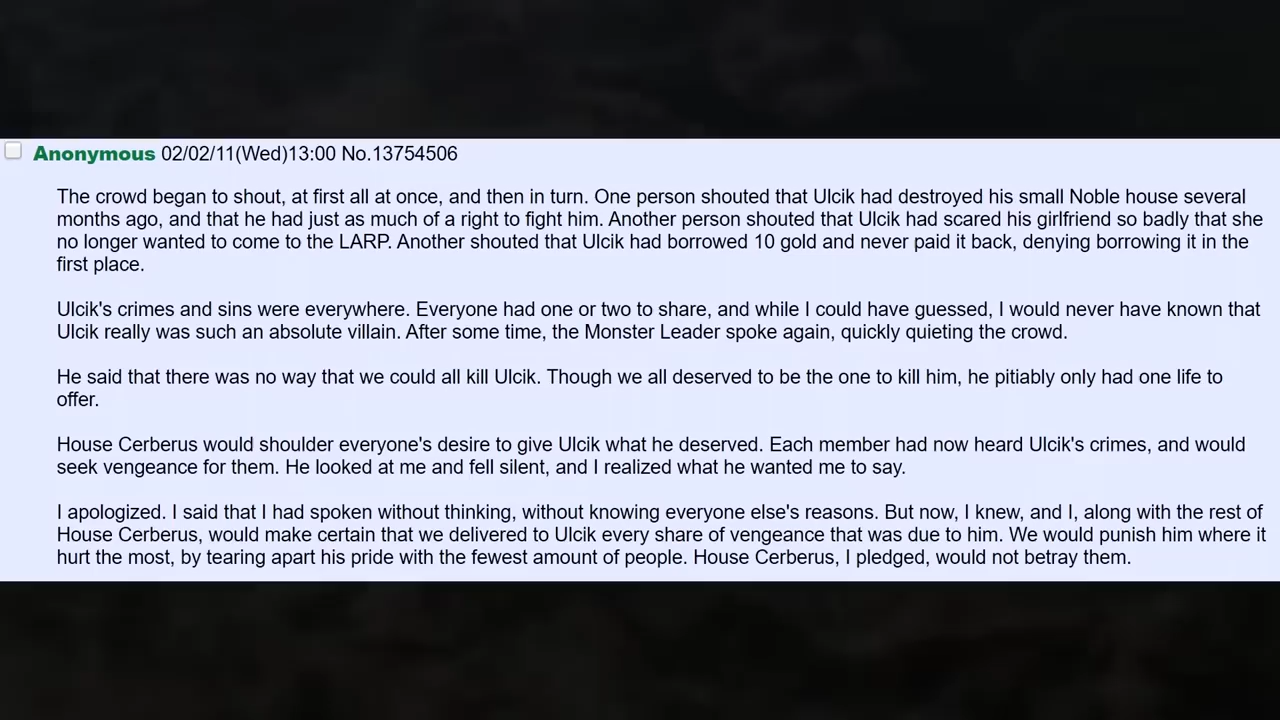 Anonymous 02/02/11(Wed)13:00 No.13754506
The crowd began to shout, at first all at once, and then in turn. One person shouted that Ulcik had destroyed his small Noble house several
months ago, and that he had just as much of a right to fight him. Another person shouted that Ulcik had scared his girlfriend so badly that she
no longer wanted to come to the LARP. Another shouted that Ulcik had borrowed 10 gold and never paid it back, denying borrowing it in the
first place.
Ulcik's crimes and sins were everywhere. Everyone had one or two to share, and while I could have guessed, I would never have known that
Ulcik really was such an absolute villain. After some time, the Monster Leader spoke again, quickly quieting the crowd.
He said that there was no way that we could all kill Ulcik. Though we all deserved to be the one to kill him, he pitiably only had one life to
offer.
House Cerberus would shoulder everyone's desire to give Ulcik what he deserved. Each member had now heard Ulcik's crimes, and would
seek vengeance for them. He looked at me and fell silent, and I realized what he wanted me to say.
I apologized. I said that I had spoken without thinking, without knowing everyone else's reasons. But now, I knew, and I, along with the rest of
House Cerberus, would make certain that we delivered to Ulcik every share of vengeance that was due to him. We would punish him where it
hurt the most, by tearing apart his pride with the fewest amount of people. House Cerberus, I pledged, would not betray them.